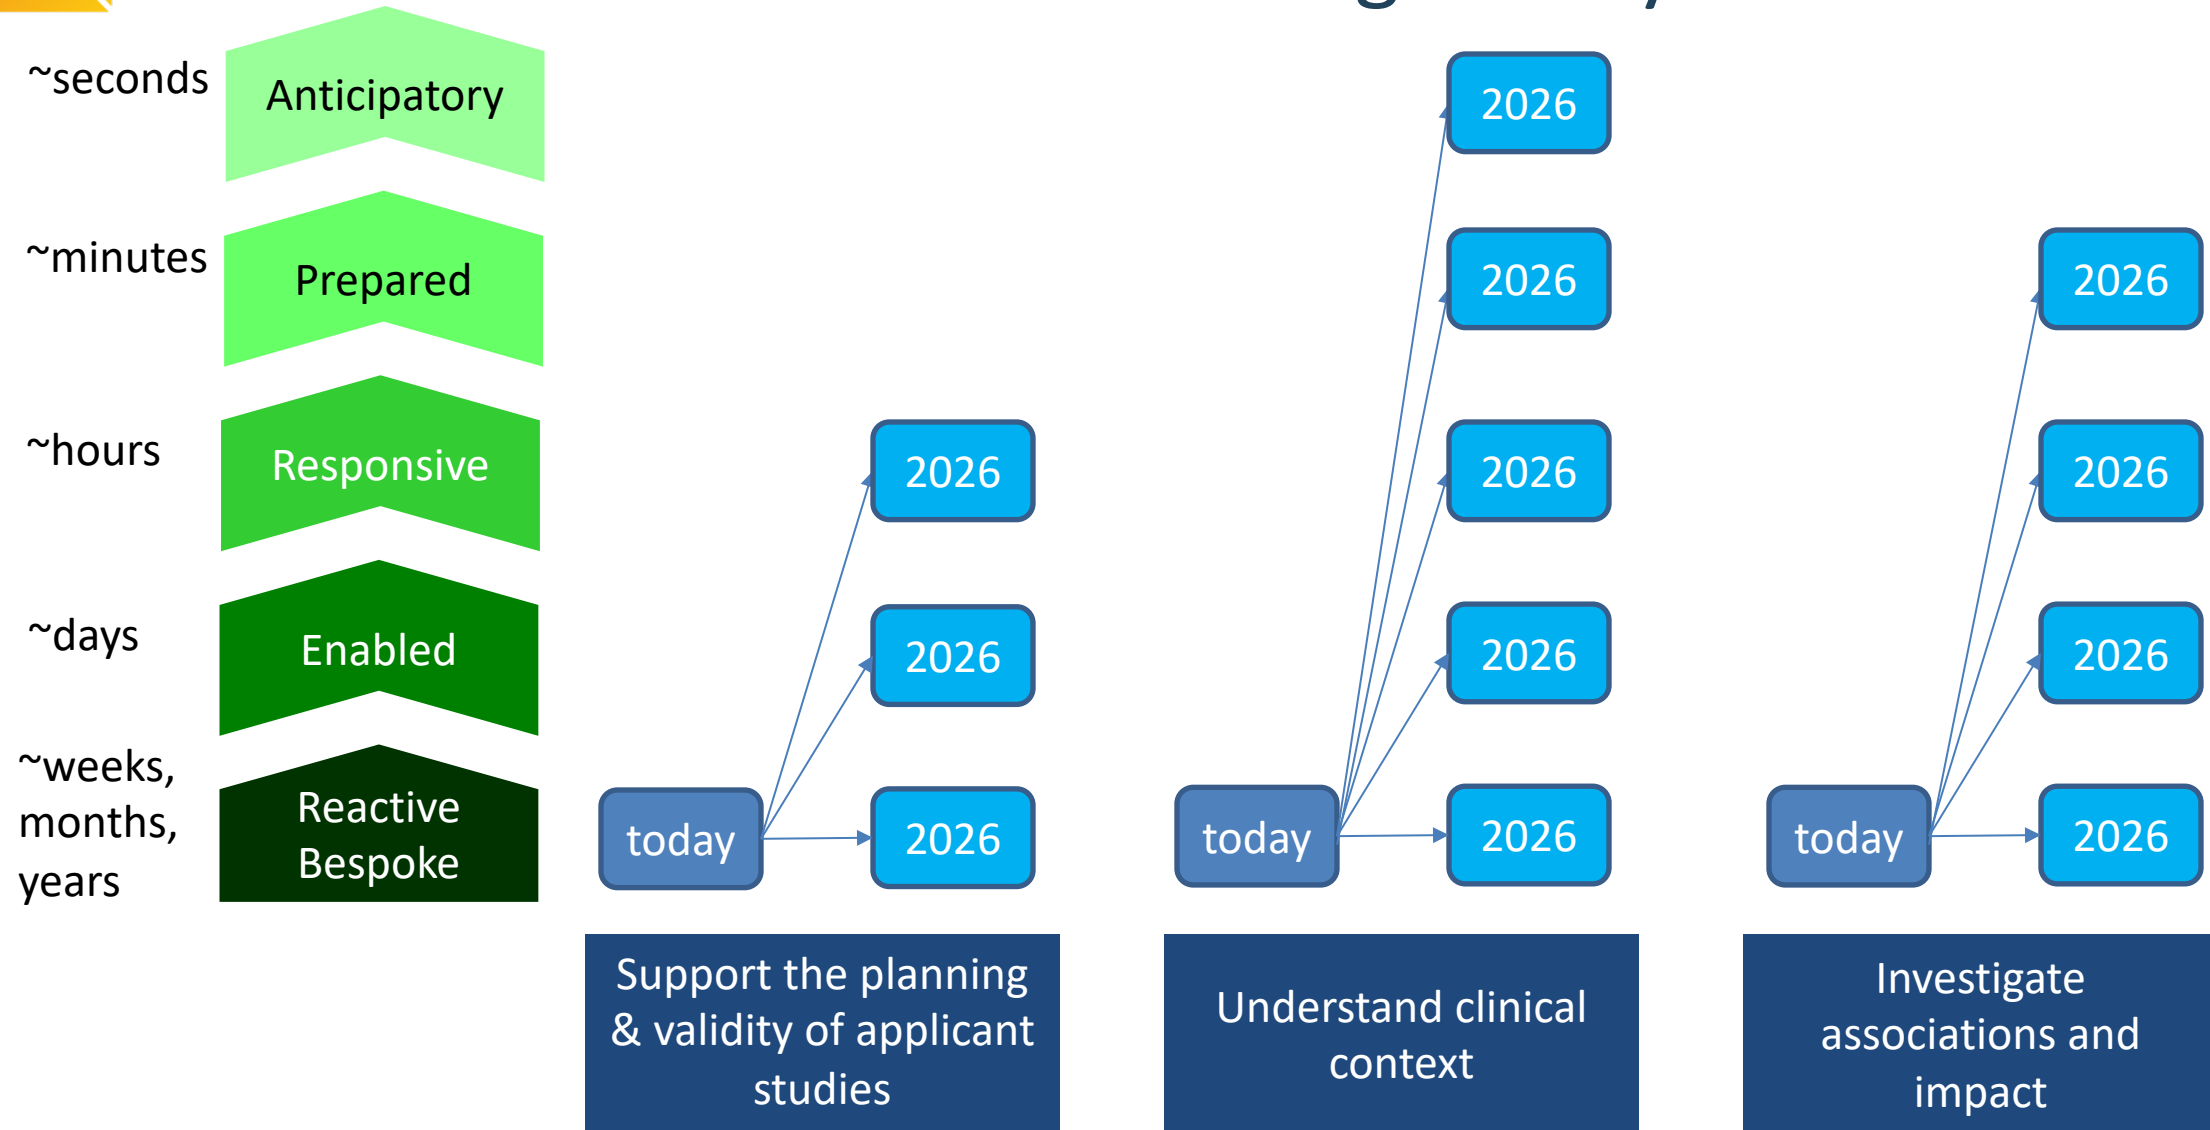 ~seconds
Anticipatory
2026
~minutes
Prepared
2026
2026
~hours
Responsive
2026
2026
2026
~days
Enabled
2026
2026
2026
~weeks,
months,
years
Reactive
Bespoke
today
2026
today
2026
today
2026
Support the planning
& validity of applicant
studies
Understand clinical
context
Investigate
associations and
impact